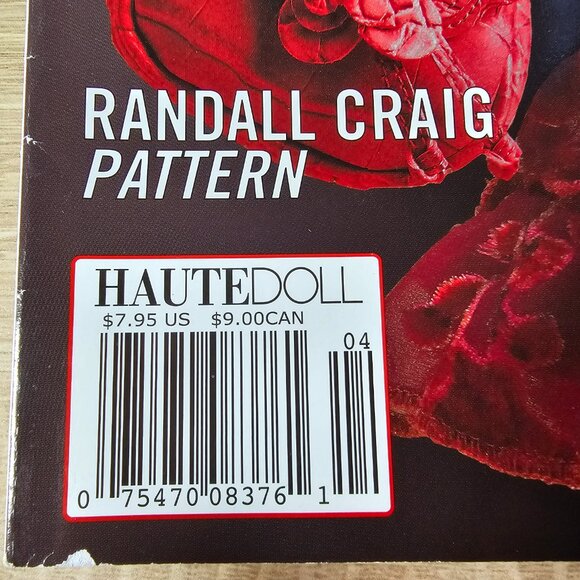 RANDALL CRAIG
PATTERN
HAUTEDOLL
$7.95 US $9.00CAN
04
0 75470 08376 1